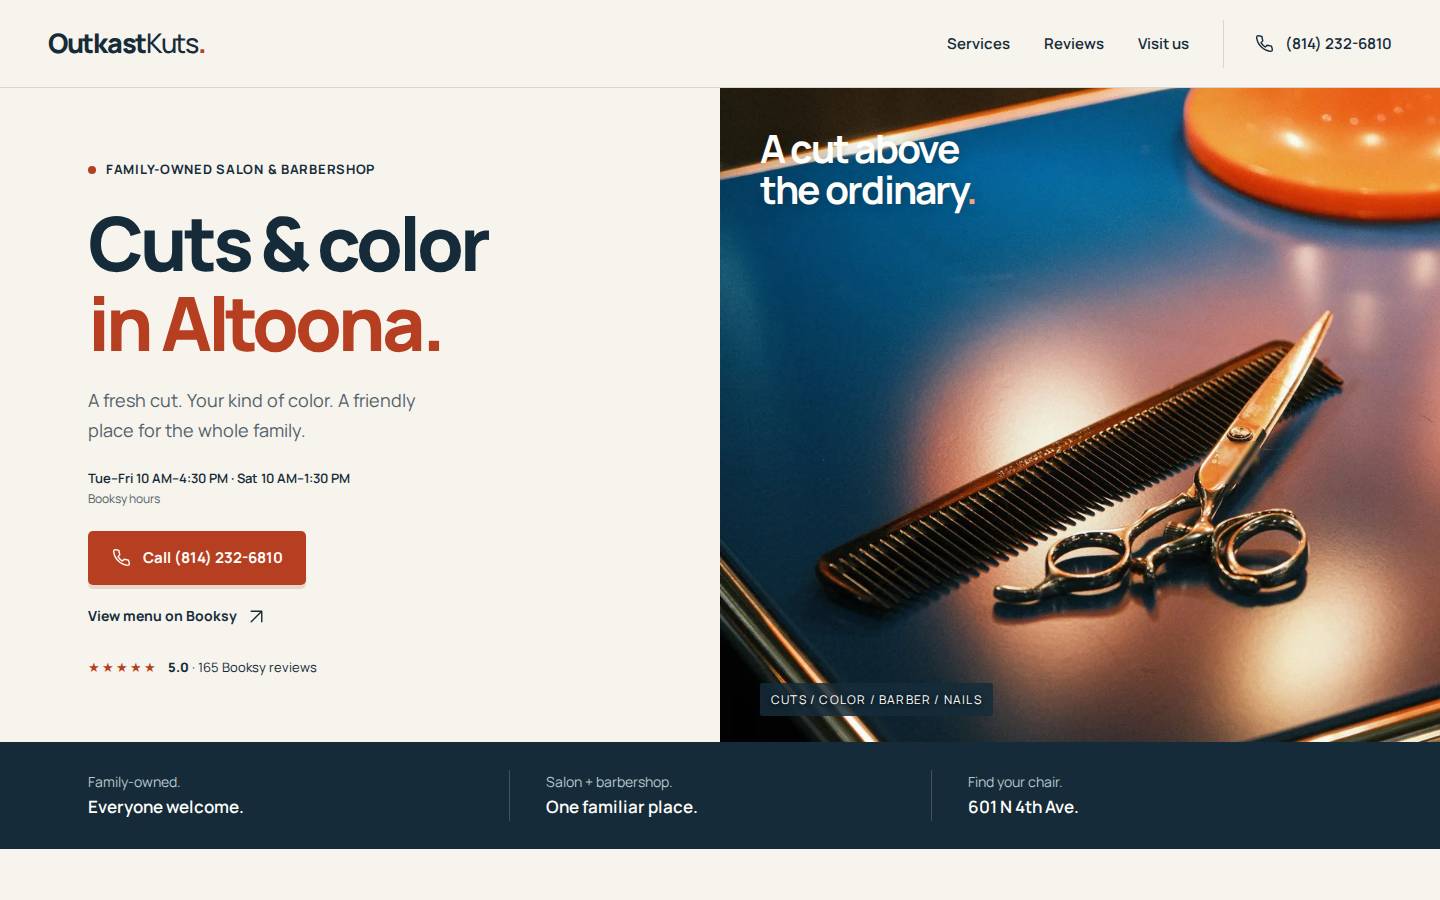 OutkastKuts.
Services
Reviews
Visit us
(814) 232-6810
FAMILY-OWNED SALON & BARBERSHOP
Cuts & color
in Altoona.
A fresh cut. Your kind of color. A friendly
place for the whole family.
Tue–Fri 10 AM–4:30 PM · Sat 10 AM–1:30 PM
Booksy hours
Call (814) 232-6810
View menu on Booksy
★★★★★ 5.0 · 165 Booksy reviews
A cut above
the ordinary.
CUTS / COLOR / BARBER / NAILS
Family-owned.
Everyone welcome.
Salon + barbershop.
One familiar place.
Find your chair.
601 N 4th Ave.